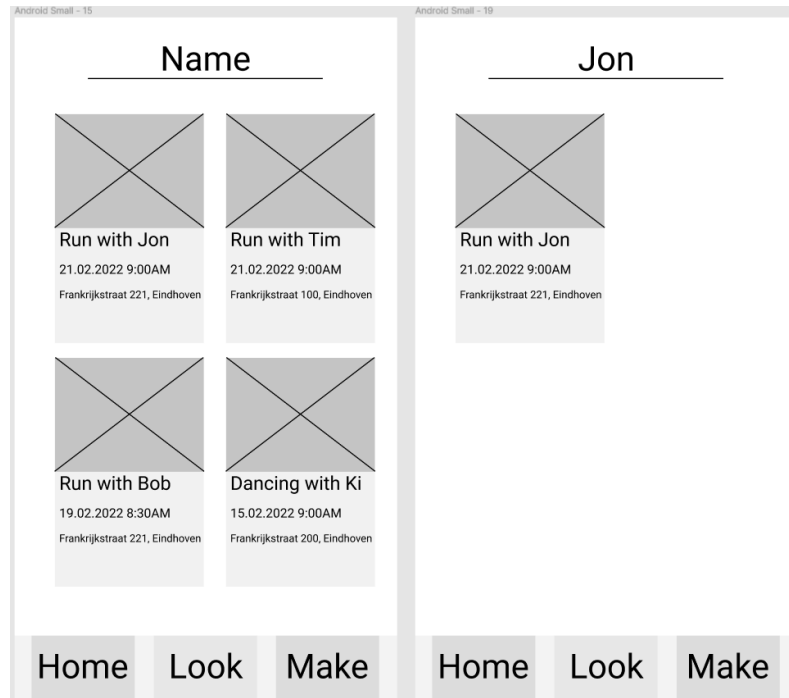 Android Small - 15
Name
Run with Jon
21.02.2022 9:00AM
Frankrijkstraat 221, Eindhoven
Run with Tim
21.02.2022 9:00AM
Frankrijkstraat 100, Eindhoven
Run with Bob
19.02.2022 8:30AM
Frankrijkstraat 221, Eindhoven
Dancing with Ki
15.02.2022 9:00AM
Frankrijkstraat 200, Eindhoven
Home Look Make
Android Small - 19
Jon
Run with Jon
21.02.2022 9:00AM
Frankrijkstraat 221, Eindhoven
Home Look Make